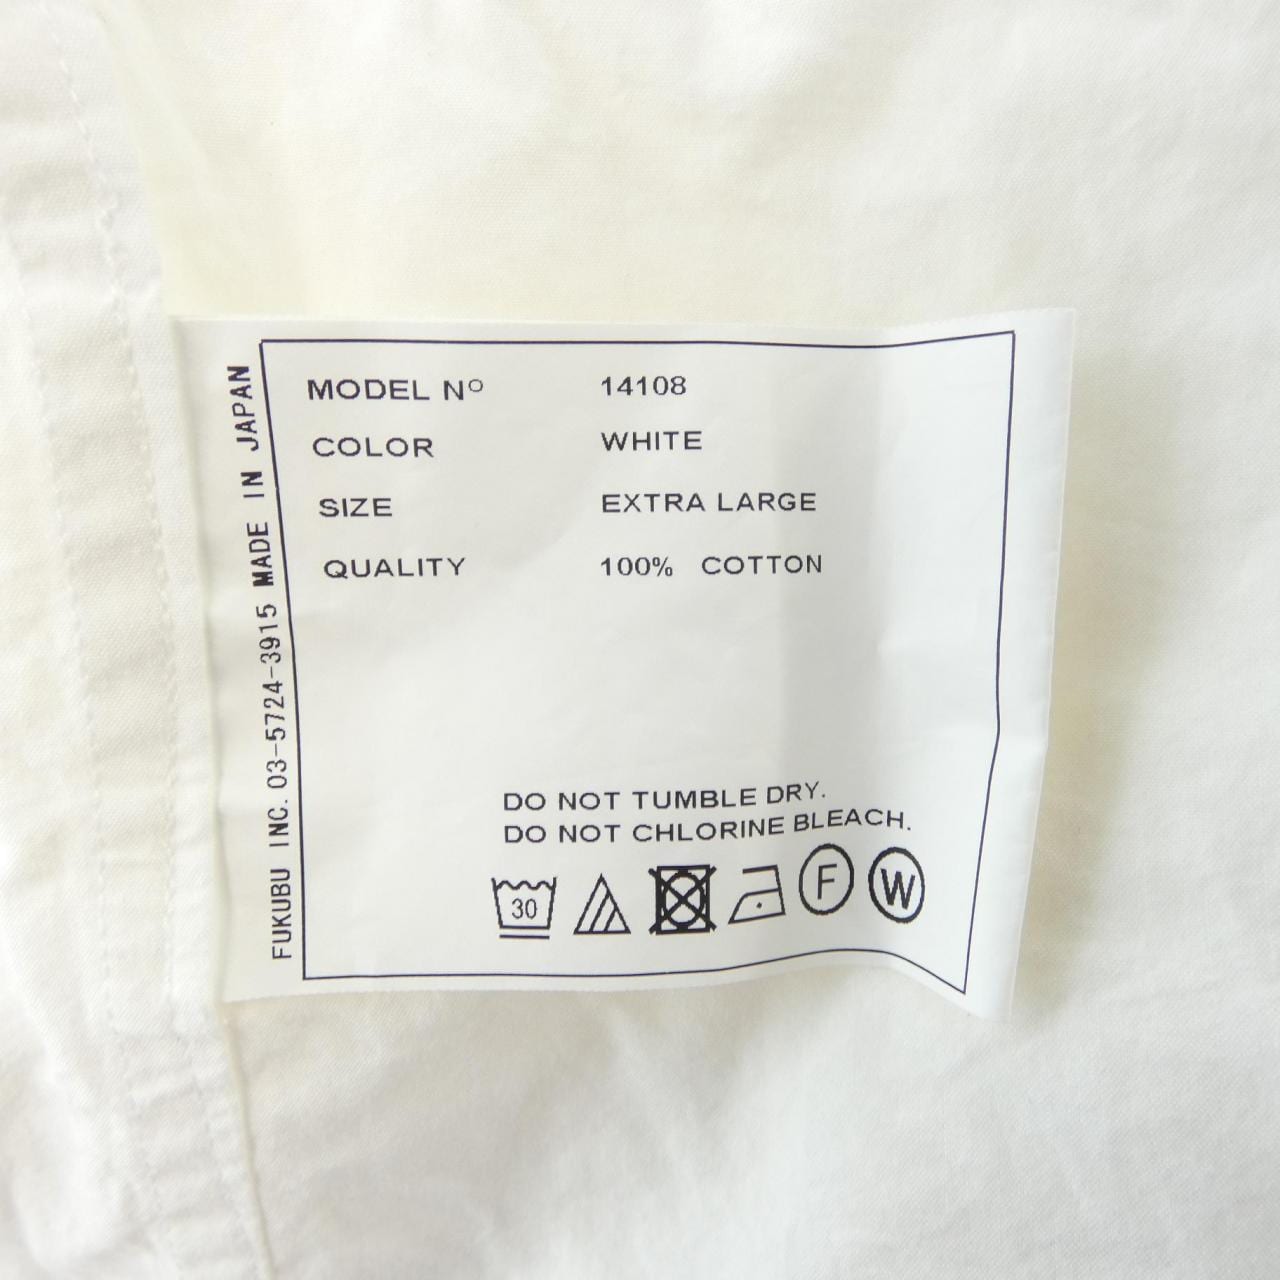 MODEL Nº 14108
COLOR WHITE
SIZE EXTRA LARGE
QUALITY 100% COTTON
DO NOT TUMBLE DRY.
DO NOT CHLORINE BLEACH.
30 F W
FUKUBU INC. 03-5724-3915 MADE IN JAPAN